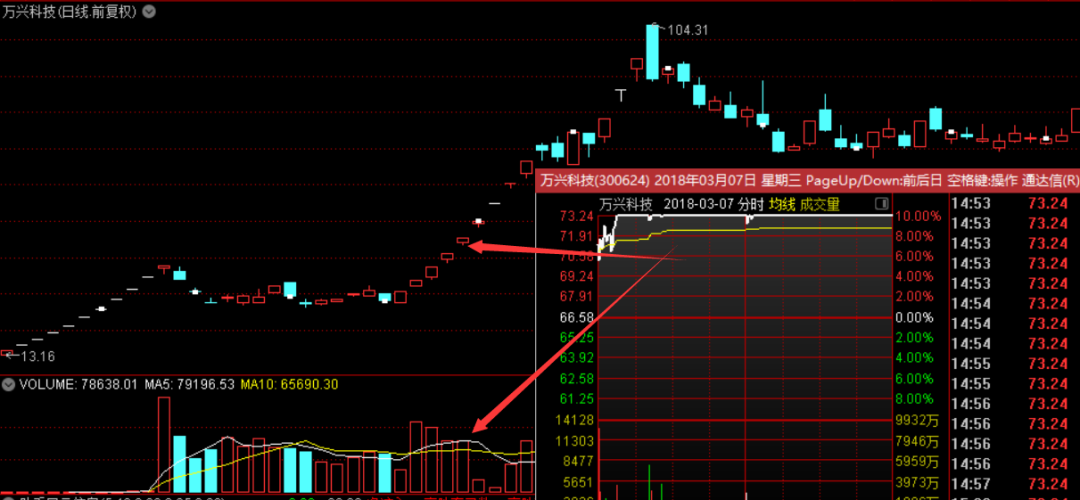 万兴科技(日线.前复权)
104.31
13.16
VOLUME: 78638.01 MA5: 79196.53 MA10: 65690.30
万兴科技(300624) 2018年03月07日 星期三 PageUp/Down:前后日 空格键:操作 通达信(R)
万兴科技 2018-03-07 分时 均线 成交量
73.24 10.00% 14:53 73.24
71.91 8.00% 14:53 73.24
6.00% 14:53 73.24
69.24 4.00% 14:53 73.24
67.91 2.00% 14:53 73.24
66.58 0.00% 14:54 73.24
2.00% 14:54 73.24
63.92 4.00% 14:54 73.24
62.58 6.00% 14:55 73.24
61.25 8.00% 14:55 73.24
14128 9932万 14:56 73.24
11303 7946万 14:56 73.24
8477 5959万 14:56 73.24
5651 3973万 14:56 73.24
14:57 73.24